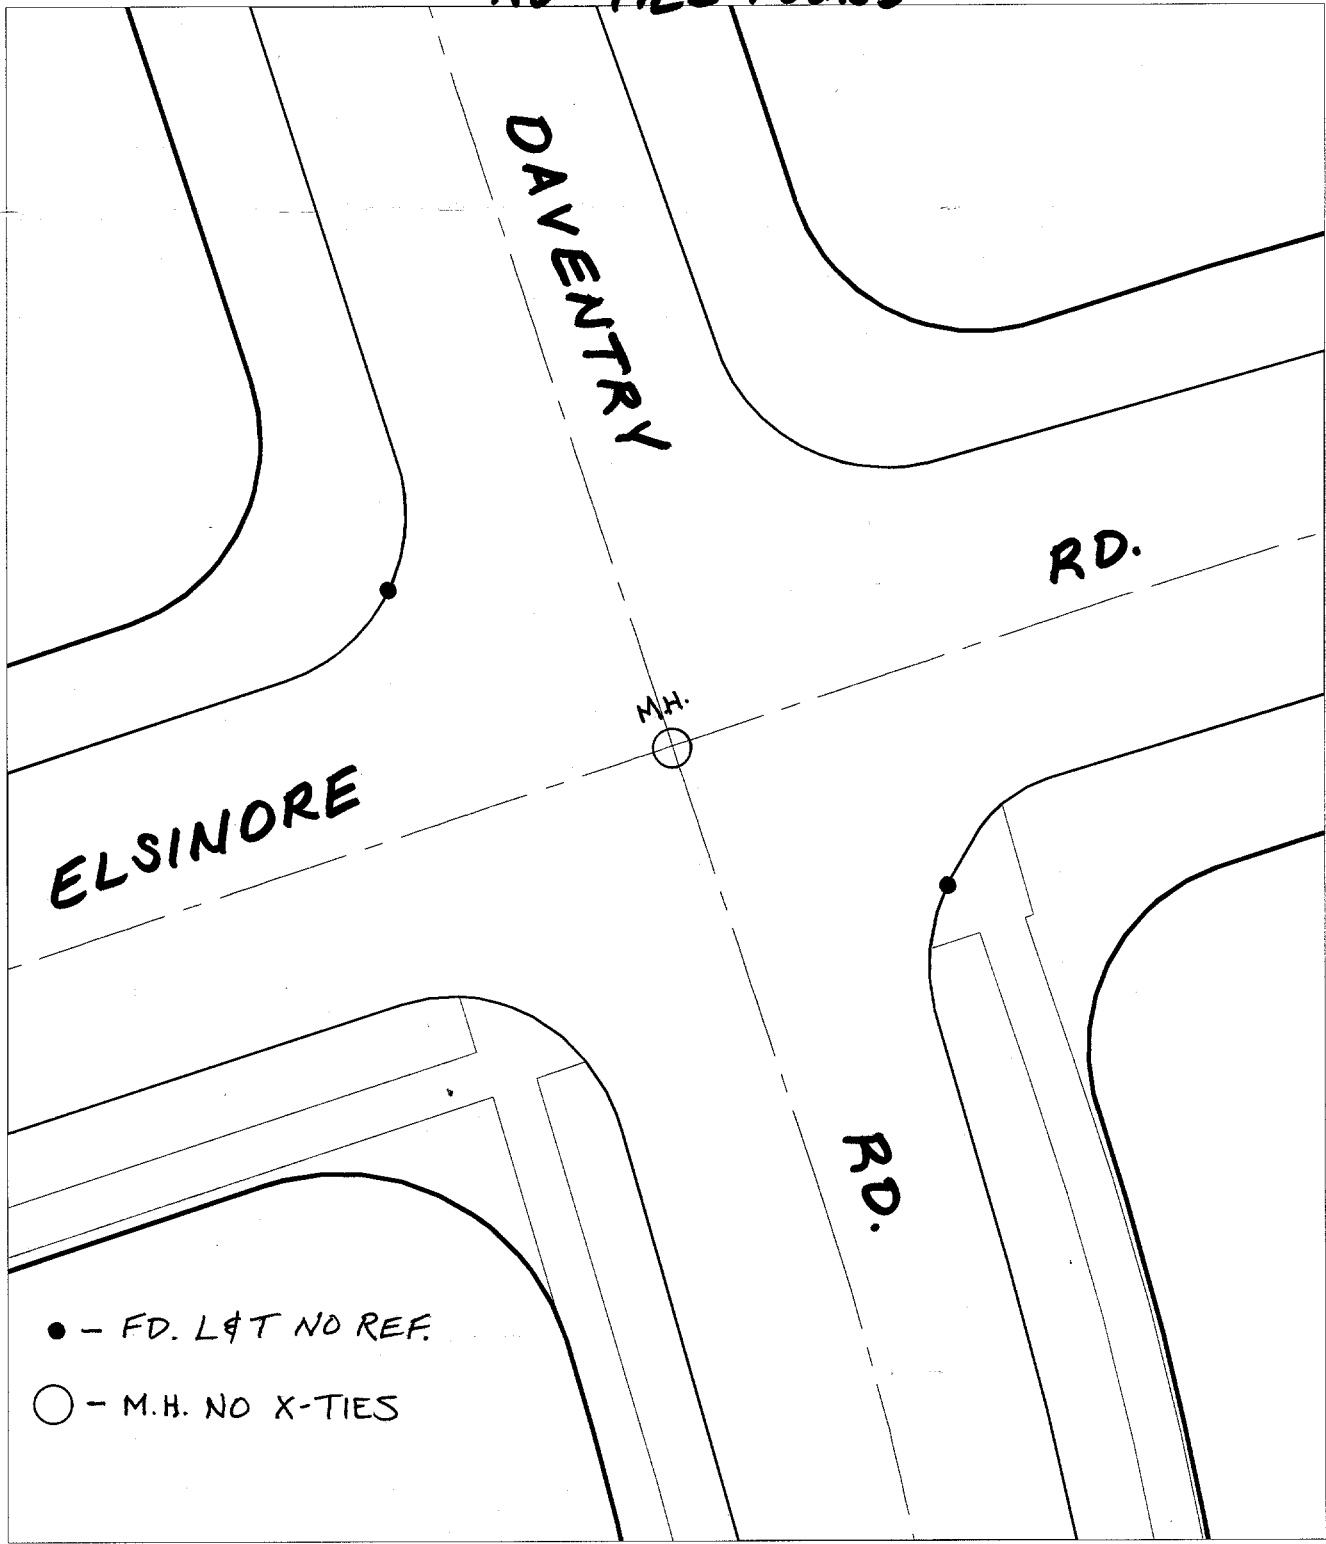 DAVENTRY
RD.
M.H.
ELSINORE
RD.
● - FD. L&T NO REF.
○ - M.H. NO X-TIES